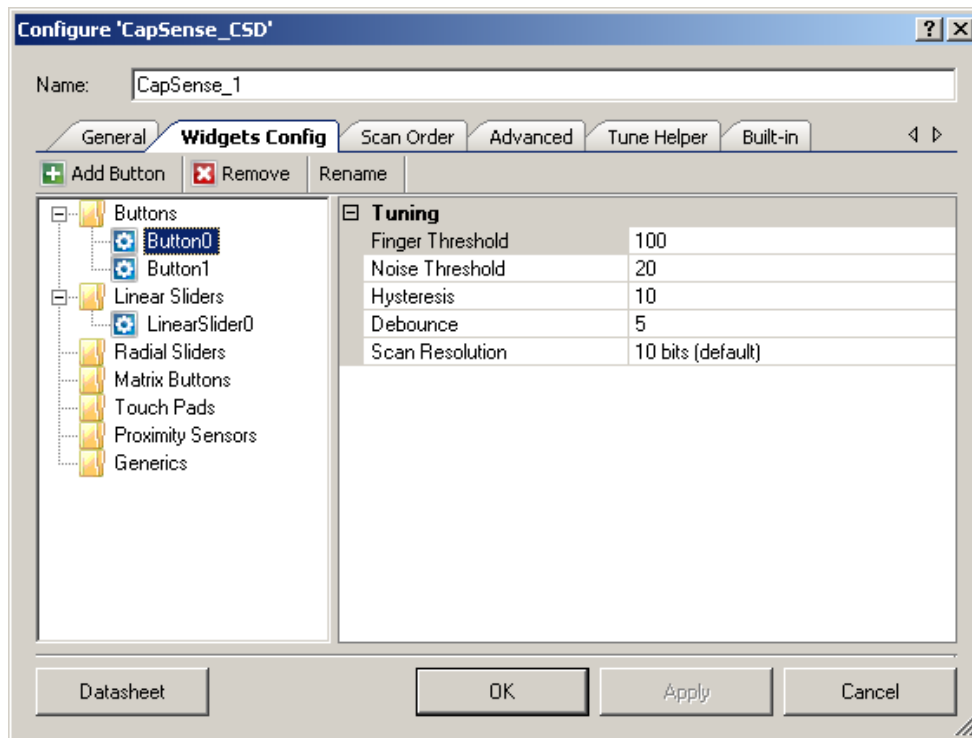 Configure 'CapSense_CSD'
Name: CapSense_1
General Widgets Config Scan Order Advanced Tune Helper Built-in
Add Button Remove Rename
Buttons
Button0
Button1
Linear Sliders
LinearSlider0
Radial Sliders
Matrix Buttons
Touch Pads
Proximity Sensors
Generics
Tuning
Finger Threshold 100
Noise Threshold 20
Hysteresis 10
Debounce 5
Scan Resolution 10 bits (default)
Datasheet OK Apply Cancel